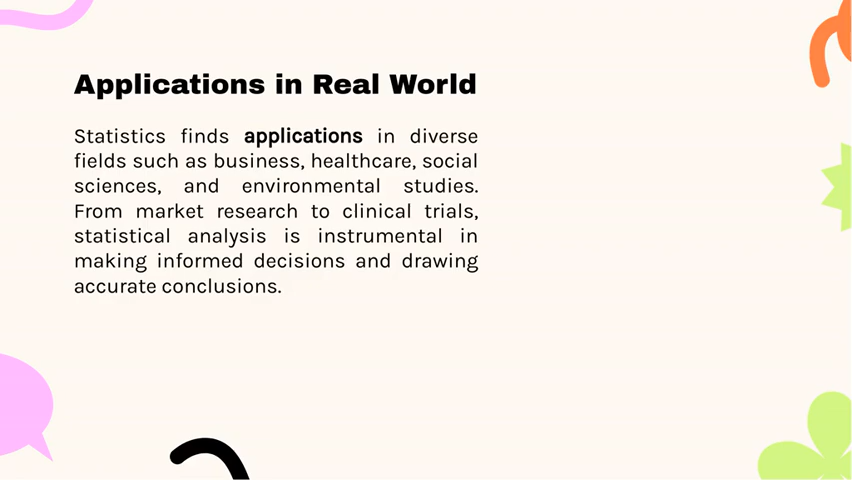 Applications in Real World
Statistics finds applications in diverse
fields such as business, healthcare, social
sciences, and environmental studies.
From market research to clinical trials,
statistical analysis is instrumental in
making informed decisions and drawing
accurate conclusions.